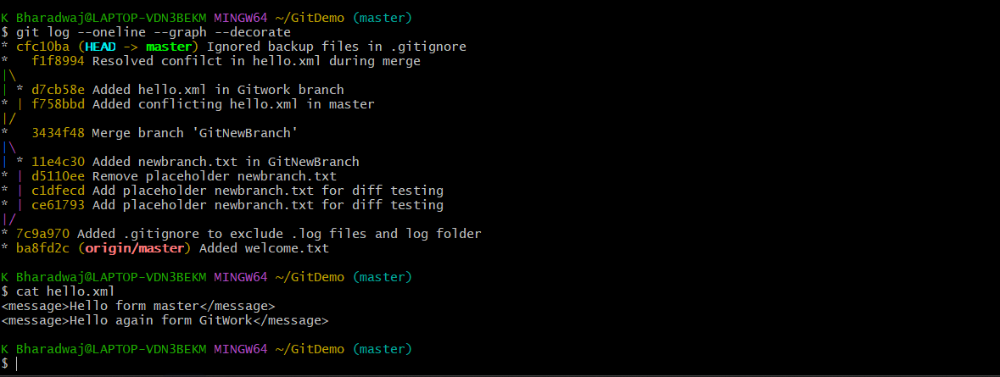 K Bharadwaj@LAPTOP-VDN3BEKM MINGW64 ~/GitDemo (master)
$ git log --oneline --graph --decorate
* cfc10ba (HEAD -> master) Ignored backup files in .gitignore
*   f1f8994 Resolved confilct in hello.xml during merge
|\
| * d7cb58e Added hello.xml in Gitwork branch
* | f758bbd Added conflicting hello.xml in master
|/
*   3434f48 Merge branch 'GitNewBranch'
|\
| * 11e4c30 Added newbranch.txt in GitNewBranch
* | d5110ee Remove placeholder newbranch.txt
* | c1dfecd Add placeholder newbranch.txt for diff testing
* | ce61793 Add placeholder newbranch.txt for diff testing
|/
* 7c9a970 Added .gitignore to exclude .log files and log folder
* ba8fd2c (origin/master) Added welcome.txt
K Bharadwaj@LAPTOP-VDN3BEKM MINGW64 ~/GitDemo (master)
$ cat hello.xml
<message>Hello form master</message>
<message>Hello again form GitWork</message>
K Bharadwaj@LAPTOP-VDN3BEKM MINGW64 ~/GitDemo (master)
$